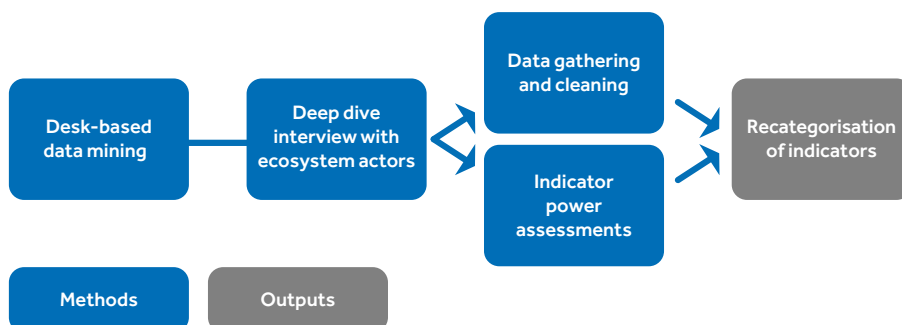 Desk-based
data mining
Deep dive
interview with
ecosystem actors
Data gathering
and cleaning
Indicator
power
assessments
Recategorisation
of indicators
Methods
Outputs